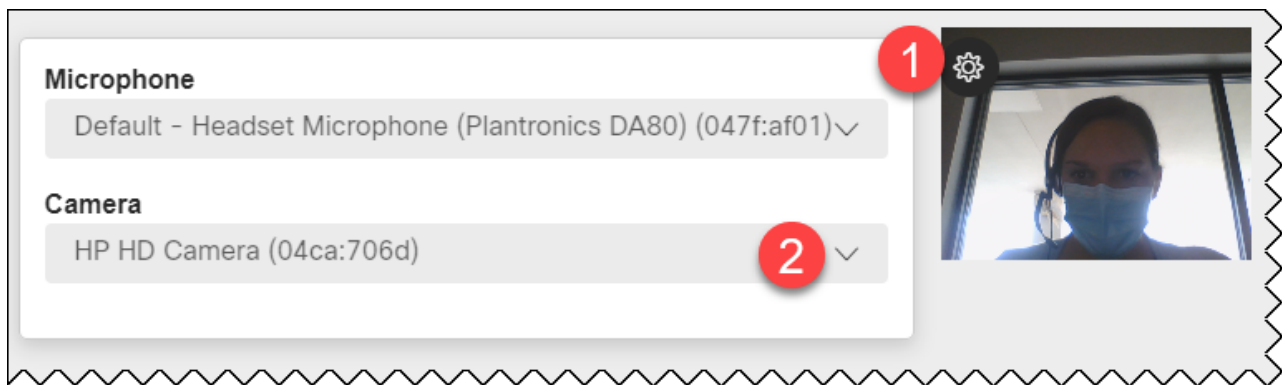 Microphone
Default - Headset Microphone (Plantronics DA80) (047f:af01)
Camera
HP HD Camera (04ca:706d)
1
2